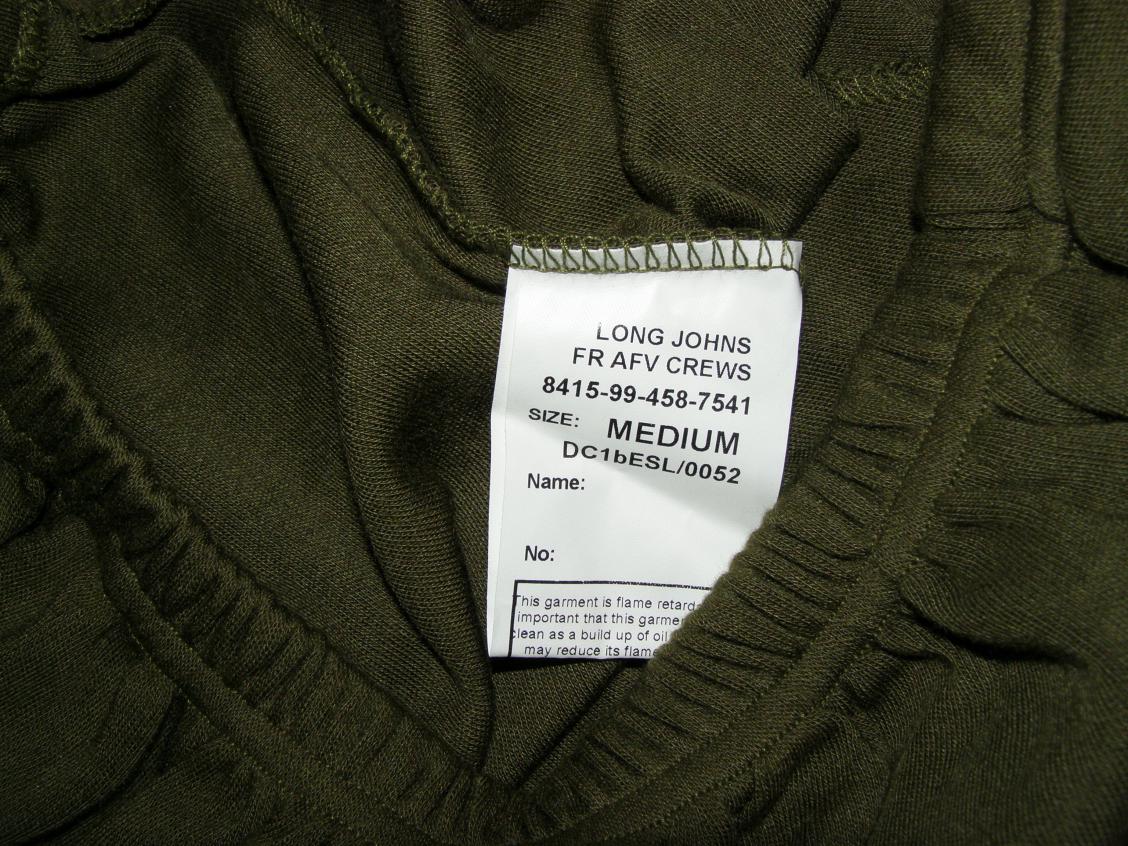 LONG JOHNS
FR AFV CREWS
8415-99-458-7541
SIZE: MEDIUM
DC1bESL/0052
Name:
No:
This garment is flame
important that this
clean as a build up of oil
may reduce its flame